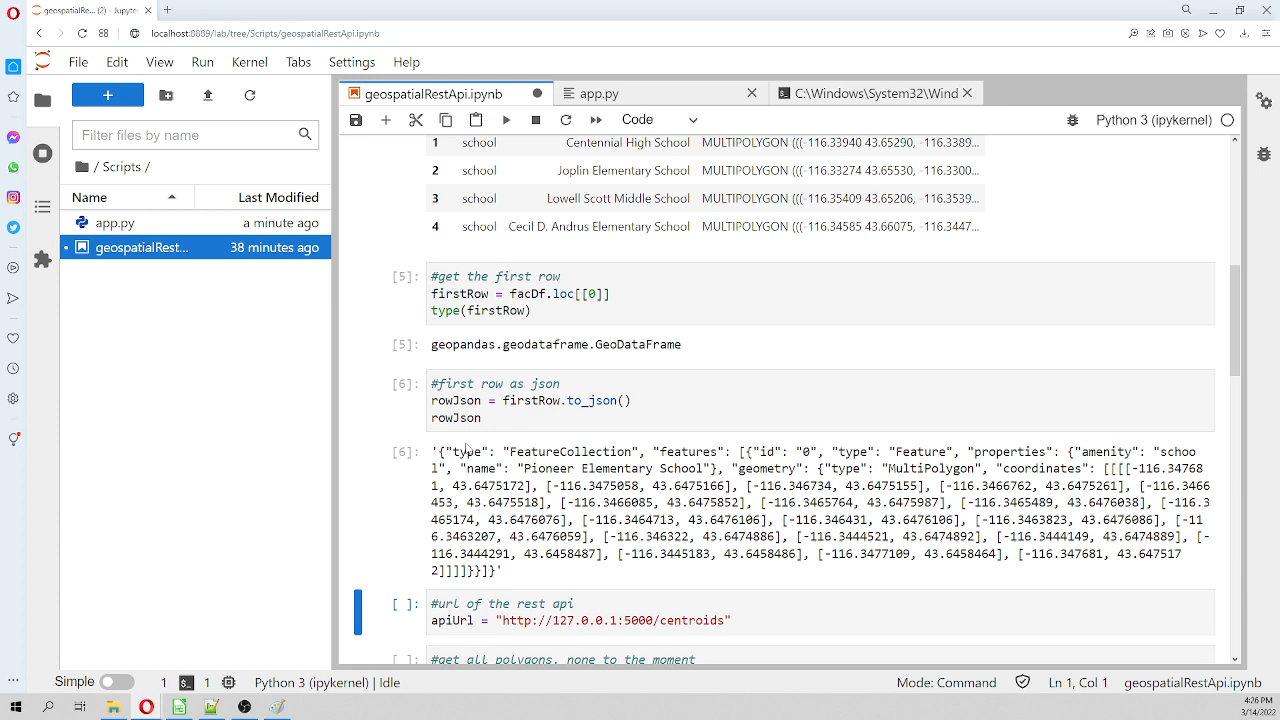 geospatialRe... (2) - Jupyte
localhost:8889/lab/tree/Scripts/geospatialRestApi.ipynb
File Edit View Run Kernel Tabs Settings Help
Filter files by name
/ Scripts /
Name Last Modified
app.py a minute ago
geospatialRest... 38 minutes ago
geospatialRestApi.ipynb
app.py
C:\Windows\System32\Wind
Code
Python 3 (ipykernel)
1 school Centennial High School MULTIPOLYGON (((-116.33940 43.65290, -116.3389...
2 school Joplin Elementary School MULTIPOLYGON (((-116.33274 43.65530, -116.3300...
3 school Lowell Scott Middle School MULTIPOLYGON (((-116.35409 43.65206, -116.3539...
4 school Cecil D. Andrus Elementary School MULTIPOLYGON (((-116.34585 43.66075, -116.3447...
[5]: #get the first row
firstRow = facDf.loc[[0]]
type(firstRow)
[5]: geopandas.geodataframe.GeoDataFrame
[6]: #first row as json
rowJson = firstRow.to_json()
rowJson
[6]: '{"type": "FeatureCollection", "features": [{"id": "0", "type": "Feature", "properties": {"amenity": "schoo
l", "name": "Pioneer Elementary School"}, "geometry": {"type": "MultiPolygon", "coordinates": [[[[-116.34768
1, 43.6475172], [-116.3475058, 43.6475166], [-116.346734, 43.6475155], [-116.3466762, 43.6475261], [-116.3466
453, 43.6475518], [-116.3466085, 43.6475852], [-116.3465764, 43.6475987], [-116.3465489, 43.6476038], [-116.3
465174, 43.6476076], [-116.3464713, 43.6476106], [-116.346431, 43.6476106], [-116.3463823, 43.6476086], [-11
6.3463207, 43.6476059], [-116.346322, 43.6474886], [-116.3444521, 43.6474892], [-116.3444149, 43.6474889], [-
116.3444291, 43.6458487], [-116.3445183, 43.6458486], [-116.3477109, 43.6458464], [-116.347681, 43.647517
2]]]]}}]}'
[ ]: #url of the rest api
apiUrl = "http://127.0.0.1:5000/centroids"
[ ]: #get all polygons, none to the moment
Simple 1 1 Python 3 (ipykernel) | Idle Mode: Command Ln 1, Col 1 geospatialRestApi.ipynb
4:26 PM
3/14/2022